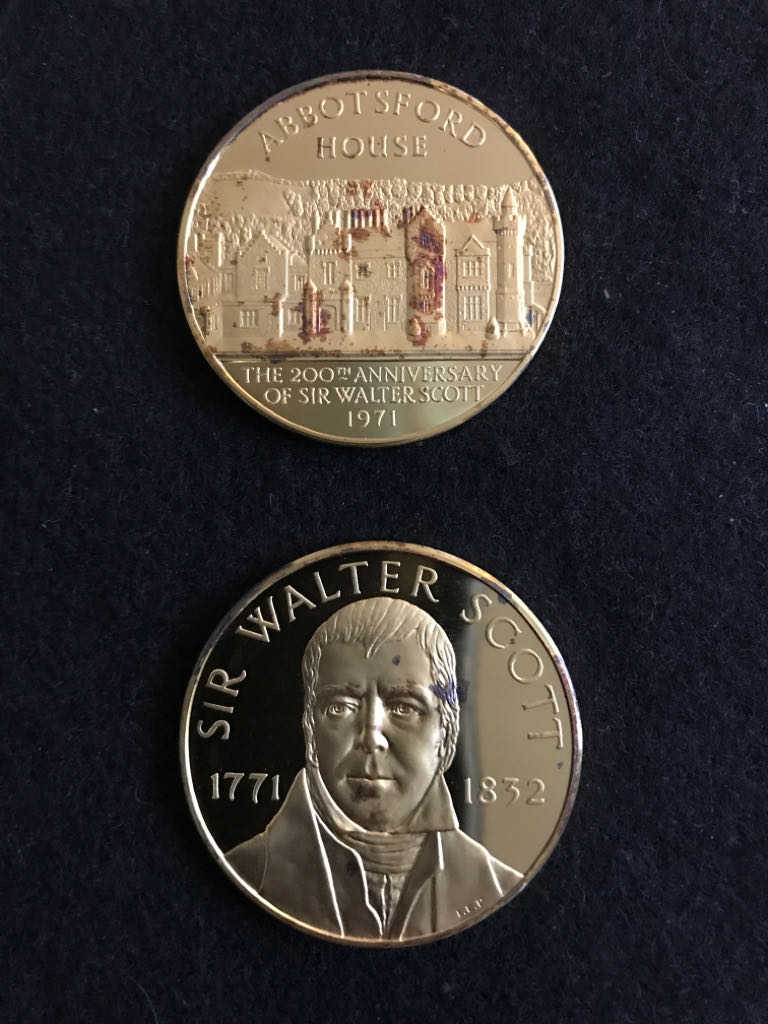 ABBOTSFORD
HOUSE
THE 200TH ANNIVERSARY
OF SIR WALTER SCOTT
1971
SIR WALTER SCOTT
1771 1832